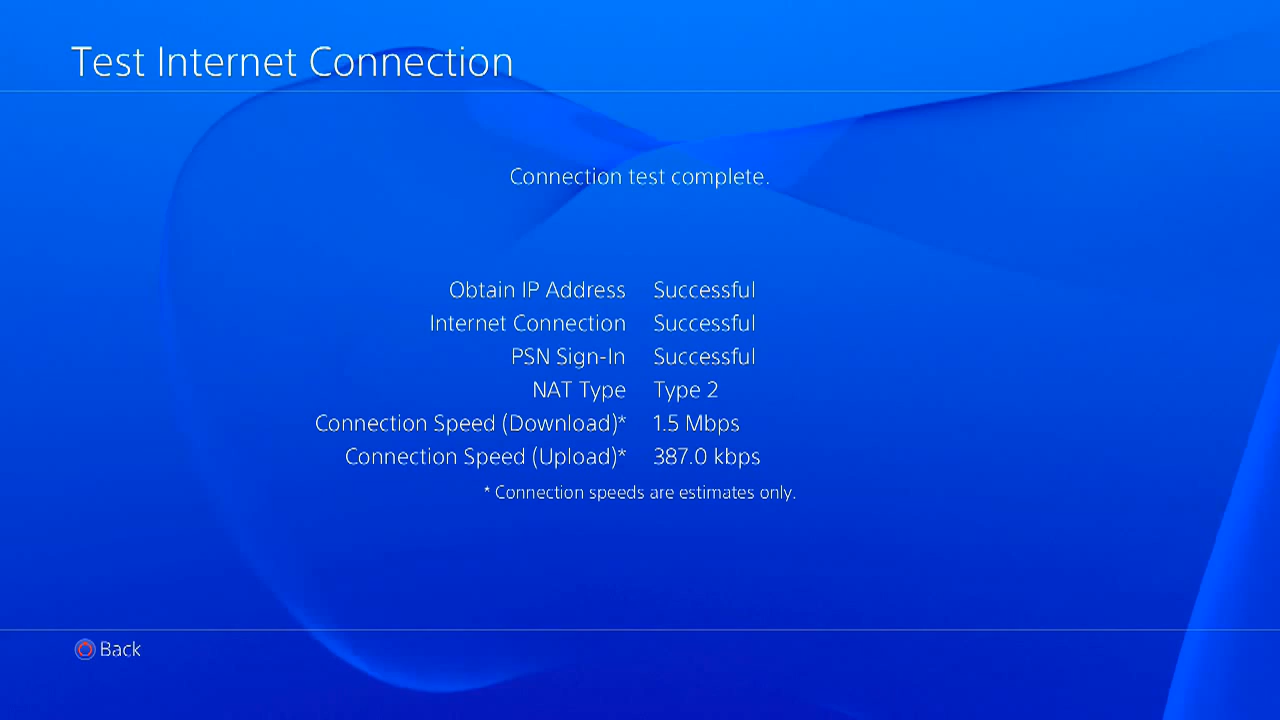 Test Internet Connection
Connection test complete.
Obtain IP Address Successful
Internet Connection Successful
PSN Sign-In Successful
NAT Type Type 2
Connection Speed (Download)* 1.5 Mbps
Connection Speed (Upload)* 387.0 kbps
* Connection speeds are estimates only.
Back